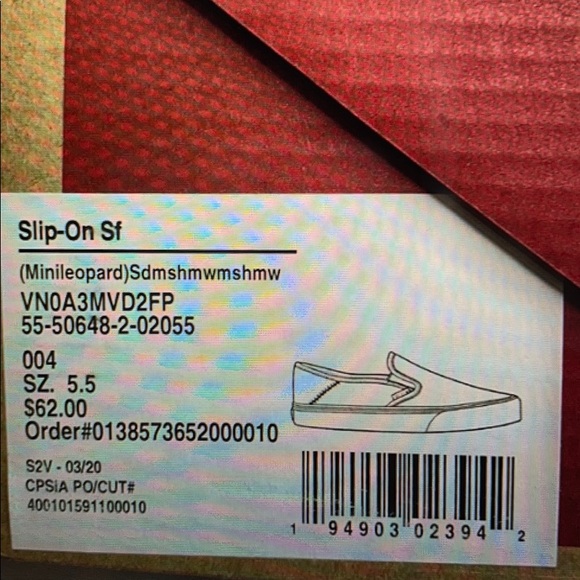 Slip-On Sf
(Minileopard)Sdmshmwmshmw
VN0A3MVD2FP
55-50648-2-02055
004
SZ. 5.5
$62.00
Order#0138573652000010
S2V - 03/20
CPSiA PO/CUT#
400101591100010
1 94903 02394 2